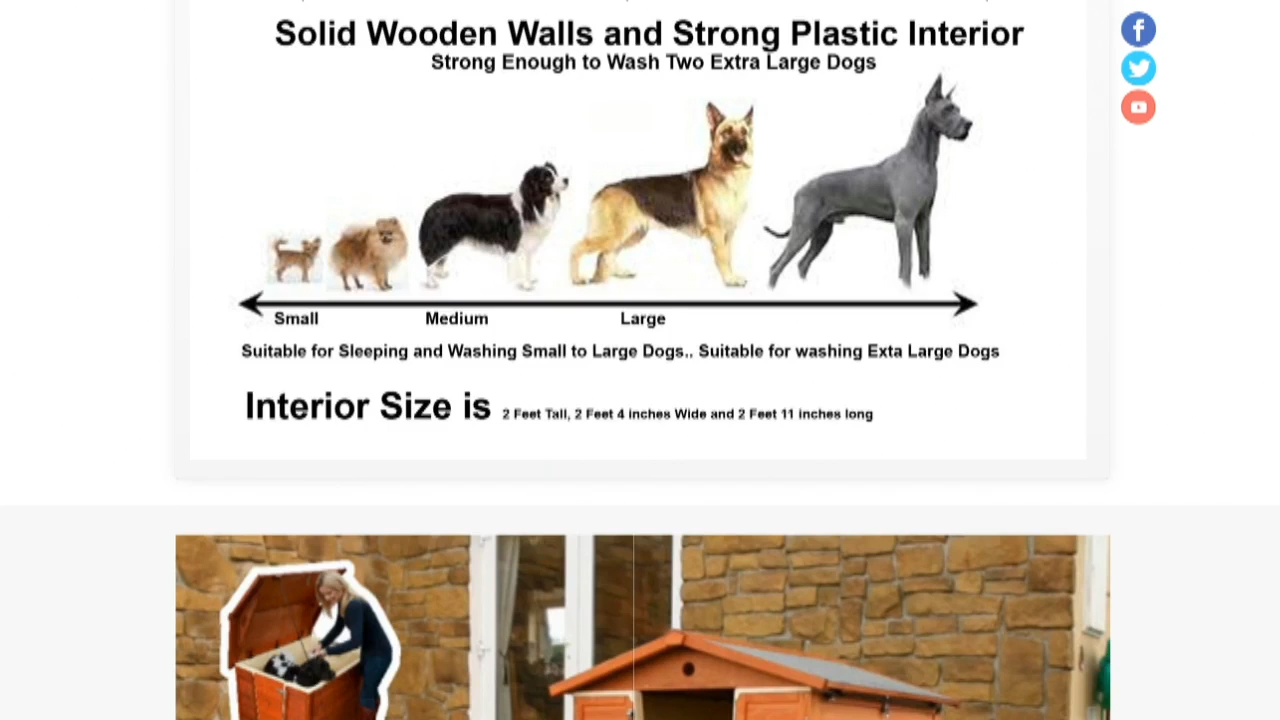 Solid Wooden Walls and Strong Plastic Interior
Strong Enough to Wash Two Extra Large Dogs
Small Medium Large
Suitable for Sleeping and Washing Small to Large Dogs.. Suitable for washing Exta Large Dogs
Interior Size is 2 Feet Tall, 2 Feet 4 inches Wide and 2 Feet 11 inches long